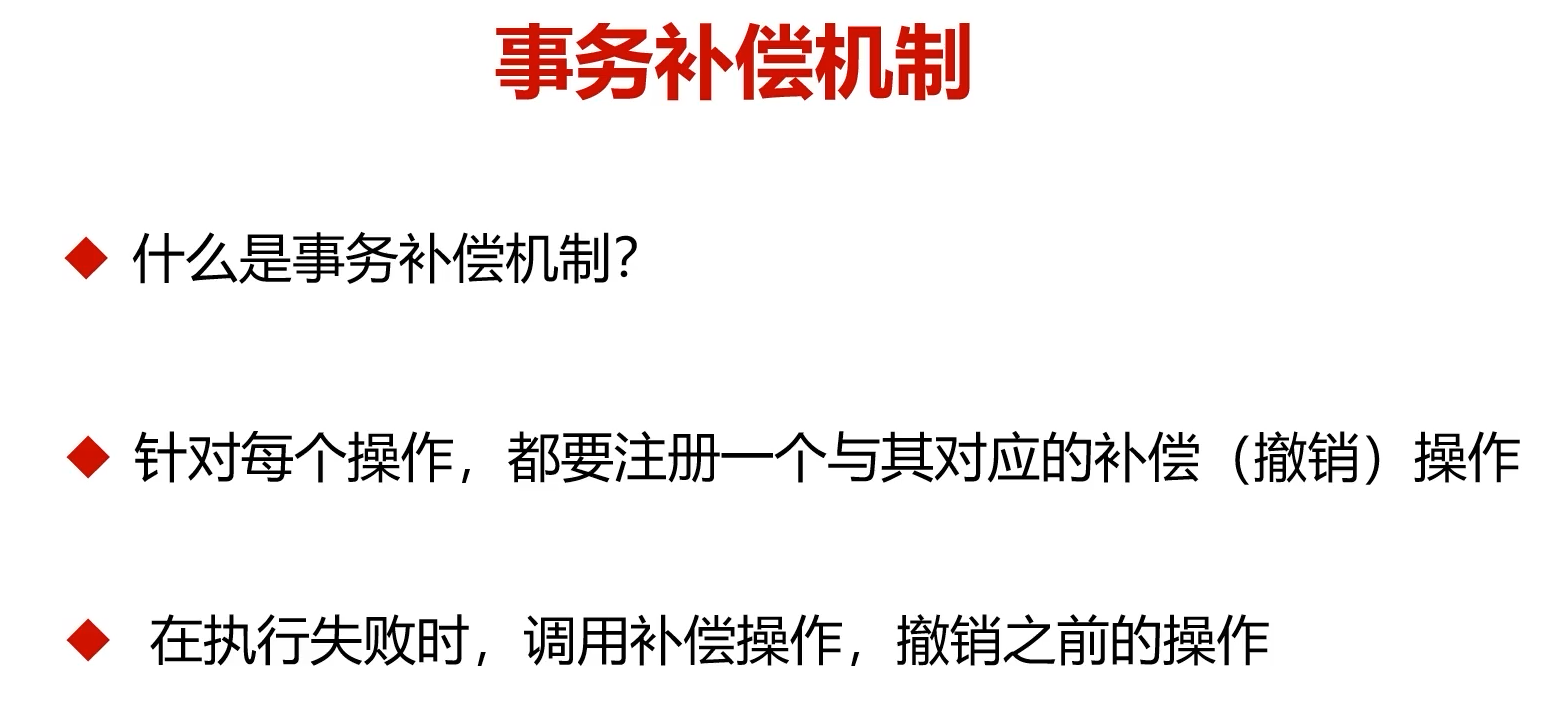 事务补偿机制
什么是事务补偿机制？
针对每个操作，都要注册一个与其对应的补偿（撤销）操作
在执行失败时，调用补偿操作，撤销之前的操作